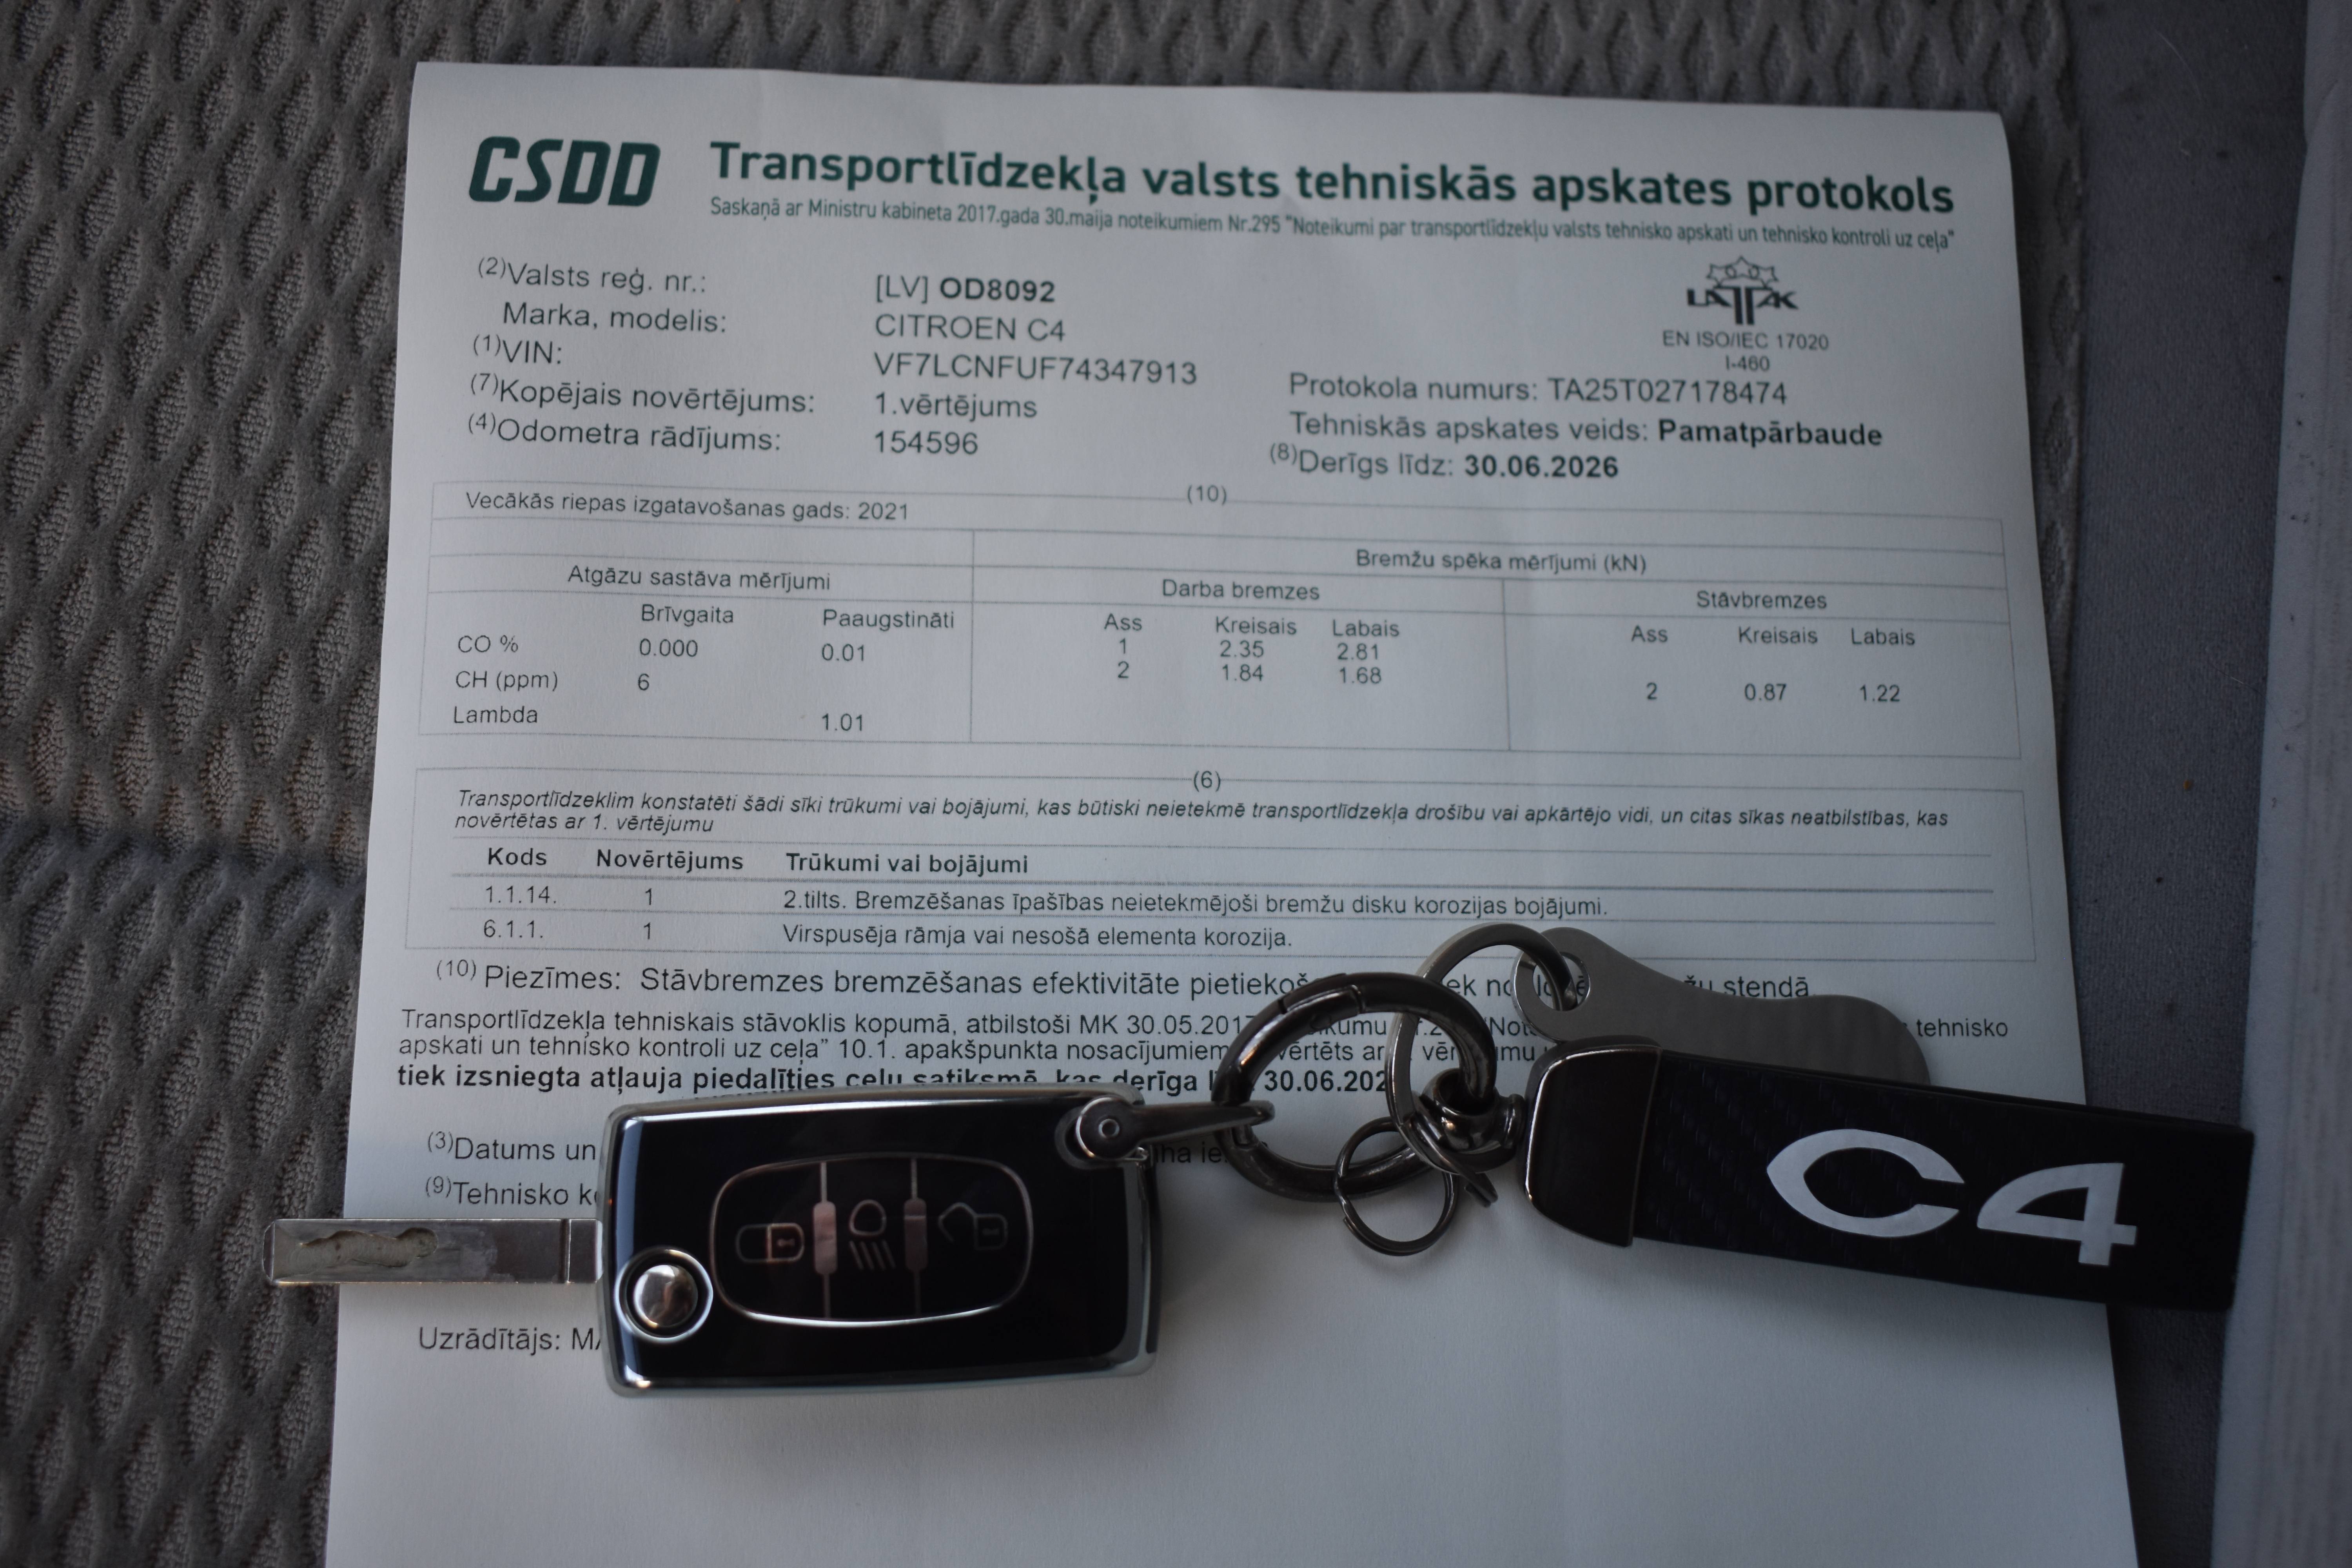 CSDD
Transportlīdzekļa valsts tehniskās apskates protokols
Saskaņā ar Ministru kabineta 2017.gada 30.maija noteikumiem Nr.295 "Noteikumi par transportlīdzekļu valsts tehnisko apskati un tehnisko kontroli uz ceļa"
(2)Valsts reģ. nr.: [LV] OD8092
Marka, modelis: CITROEN C4
(1)VIN: VF7LCNFUF74347913
(7)Kopējais novērtējums: 1.vērtējums
(4)Odometra rādījums: 154596
LATAK
EN ISO/IEC 17020
I-460
Protokola numurs: TA25T027178474
Tehniskās apskates veids: Pamatpārbaude
(8)Derīgs līdz: 30.06.2026
(10)
Vecākās riepas izgatavošanas gads: 2021
Atgāzu sastāva mērījumi
Brīvgaita Paaugstināti
CO % 0.000 0.01
CH (ppm) 6
Lambda 1.01
Bremžu spēka mērījumi (kN)
Darba bremzes
Ass Kreisais Labais
1 2.35 2.81
2 1.84 1.68
Stāvbremzes
Ass Kreisais Labais
2 0.87 1.22
(6)
Transportlīdzeklim konstatēti šādi sīki trūkumi vai bojājumi, kas būtiski neietekmē transportlīdzekļa drošību vai apkārtējo vidi, un citas sīkas neatbilstības, kas
novērtētas ar 1. vērtējumu
Kods Novērtējums Trūkumi vai bojājumi
1.1.14. 1 2.tilts. Bremzēšanas īpašības neietekmējoši bremžu disku korozijas bojājumi.
6.1.1. 1 Virspusēja rāmja vai nesošā elementa korozija.
(10) Piezīmes: Stāvbremzes bremzēšanas efektivitāte stendā.
Transportlīdzekļa tehniskais stāvoklis kopumā, atbilstoši MK 30.05.2017 tehnisko
apskati un tehnisko kontroli uz ceļa" 10.1. apakšpunkta nosacījumiem
tiek izsniegta atļauja piedalīties ceļu satiksmē, kas derīga 30.06.202
(3)Datums un
(9)Tehnisko
Uzrādītājs:
C4